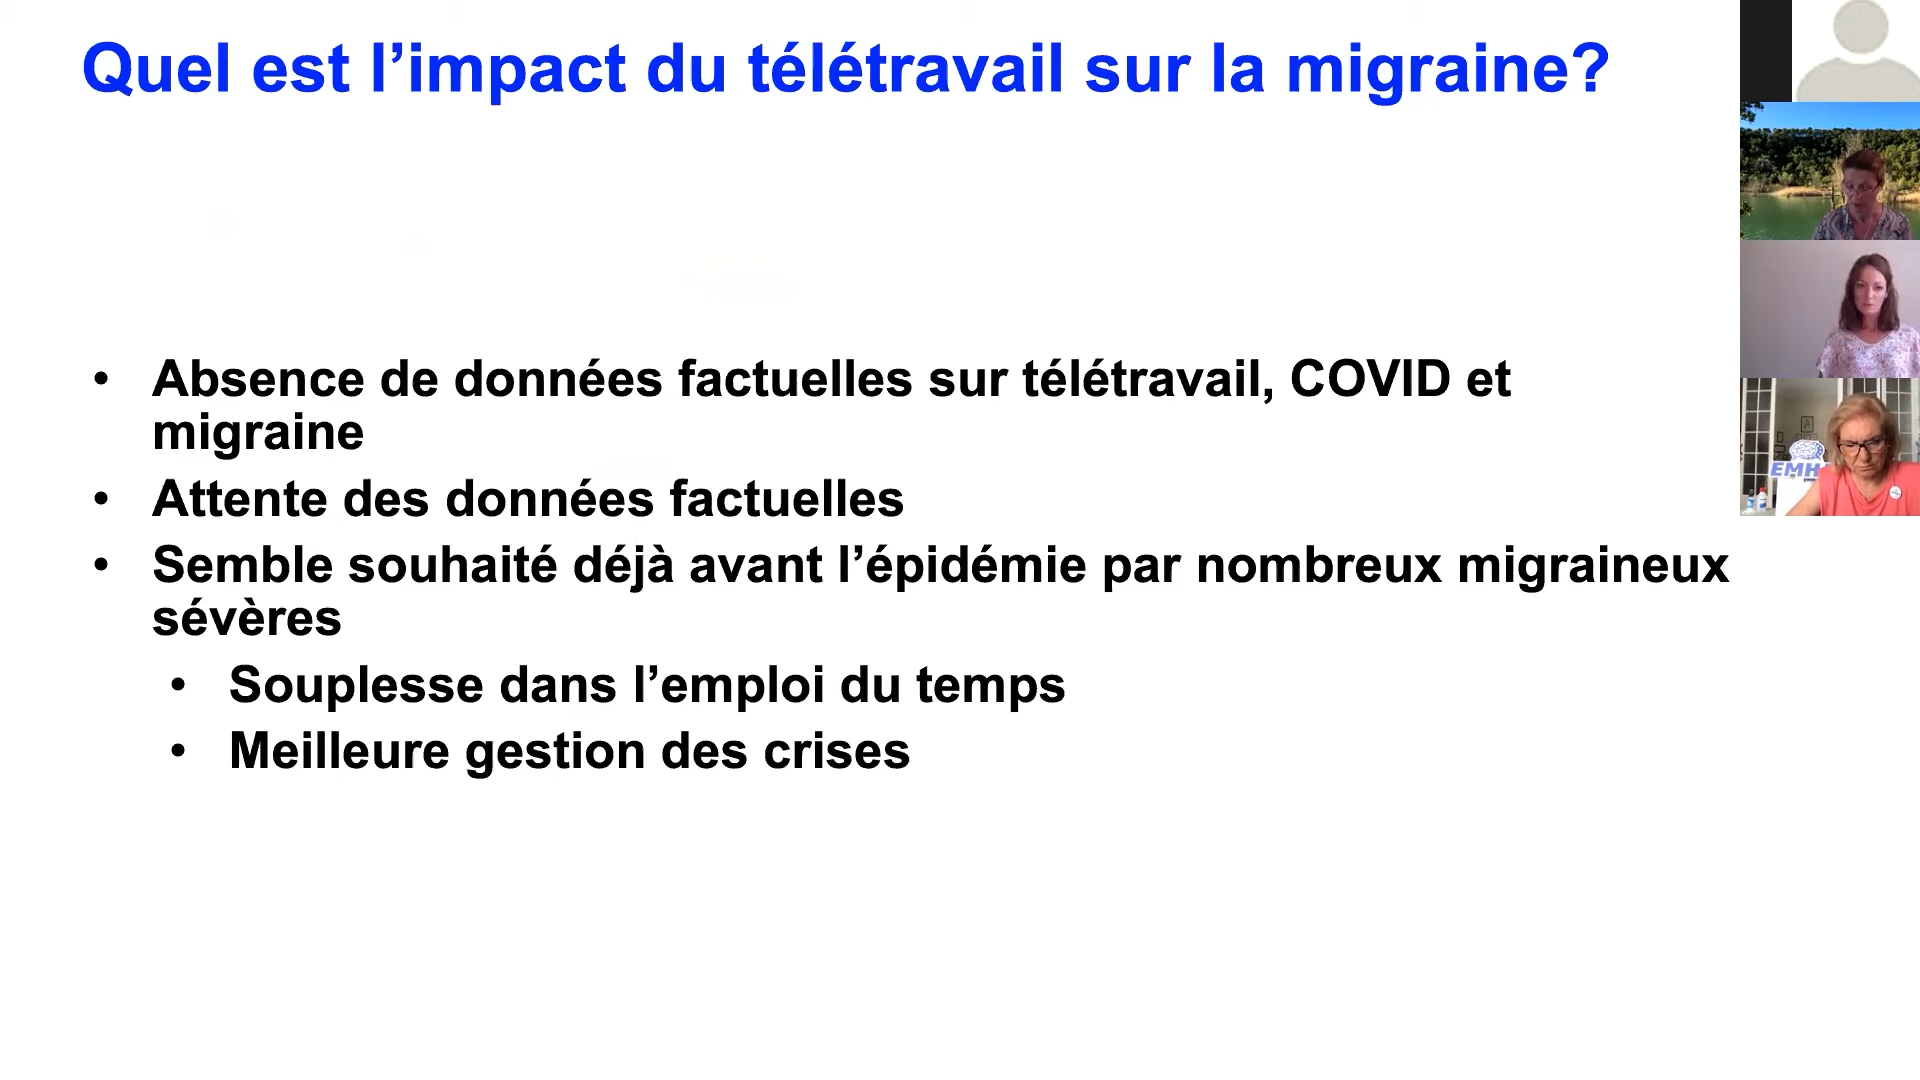 Quel est l’impact du télétravail sur la migraine?
• Absence de données factuelles sur télétravail, COVID et
migraine
• Attente des données factuelles
• Semble souhaité déjà avant l’épidémie par nombreux migraineux
sévères
• Souplesse dans l’emploi du temps
• Meilleure gestion des crises
EMH